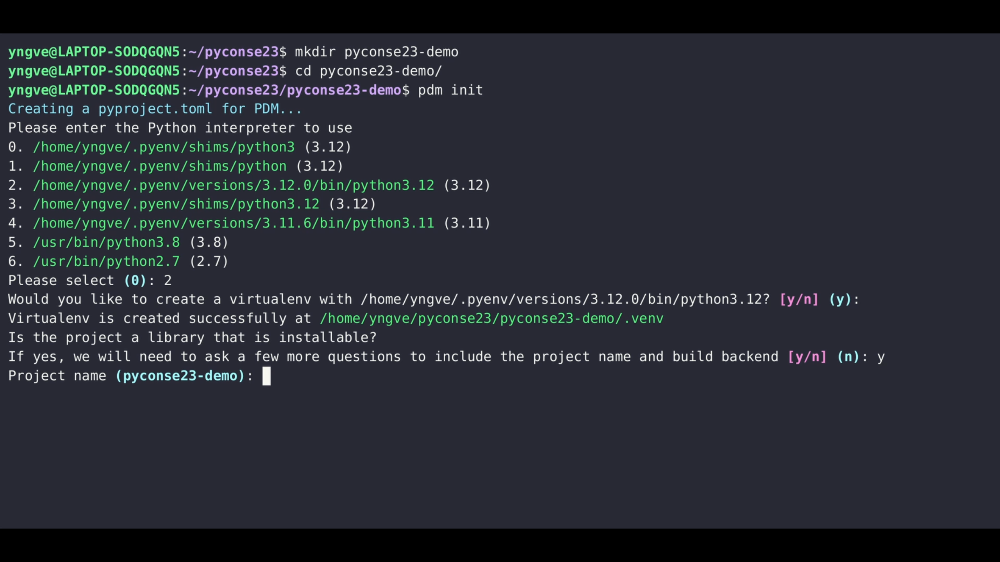 yngve@LAPTOP-SODQGQN5:~/pyconse23$ mkdir pyconse23-demo
yngve@LAPTOP-SODQGQN5:~/pyconse23$ cd pyconse23-demo/
yngve@LAPTOP-SODQGQN5:~/pyconse23/pyconse23-demo$ pdm init
Creating a pyproject.toml for PDM...
Please enter the Python interpreter to use
0. /home/yngve/.pyenv/shims/python3 (3.12)
1. /home/yngve/.pyenv/shims/python (3.12)
2. /home/yngve/.pyenv/versions/3.12.0/bin/python3.12 (3.12)
3. /home/yngve/.pyenv/shims/python3.12 (3.12)
4. /home/yngve/.pyenv/versions/3.11.6/bin/python3.11 (3.11)
5. /usr/bin/python3.8 (3.8)
6. /usr/bin/python2.7 (2.7)
Please select (0): 2
Would you like to create a virtualenv with /home/yngve/.pyenv/versions/3.12.0/bin/python3.12? [y/n] (y):
Virtualenv is created successfully at /home/yngve/pyconse23/pyconse23-demo/.venv
Is the project a library that is installable?
If yes, we will need to ask a few more questions to include the project name and build backend [y/n] (n): y
Project name (pyconse23-demo):